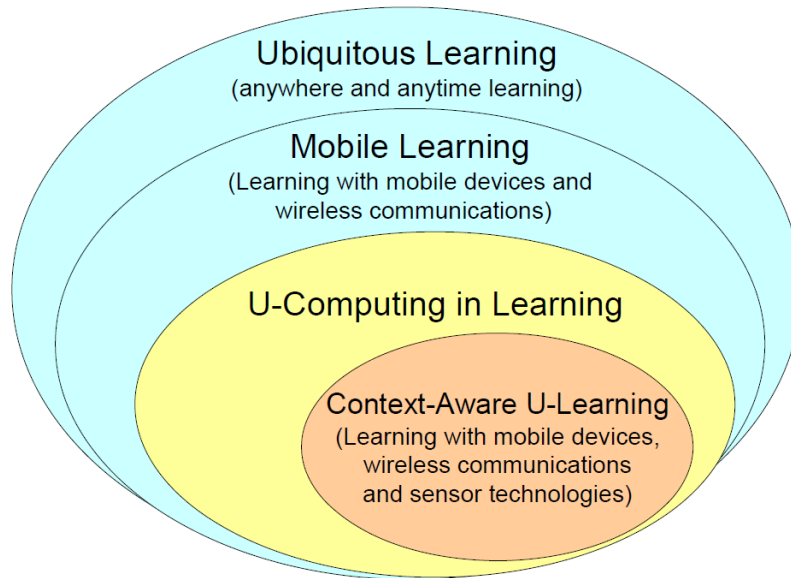 Ubiquitous Learning
(anywhere and anytime learning)
Mobile Learning
(Learning with mobile devices and
wireless communications)
U-Computing in Learning
Context-Aware U-Learning
(Learning with mobile devices,
wireless communications
and sensor technologies)